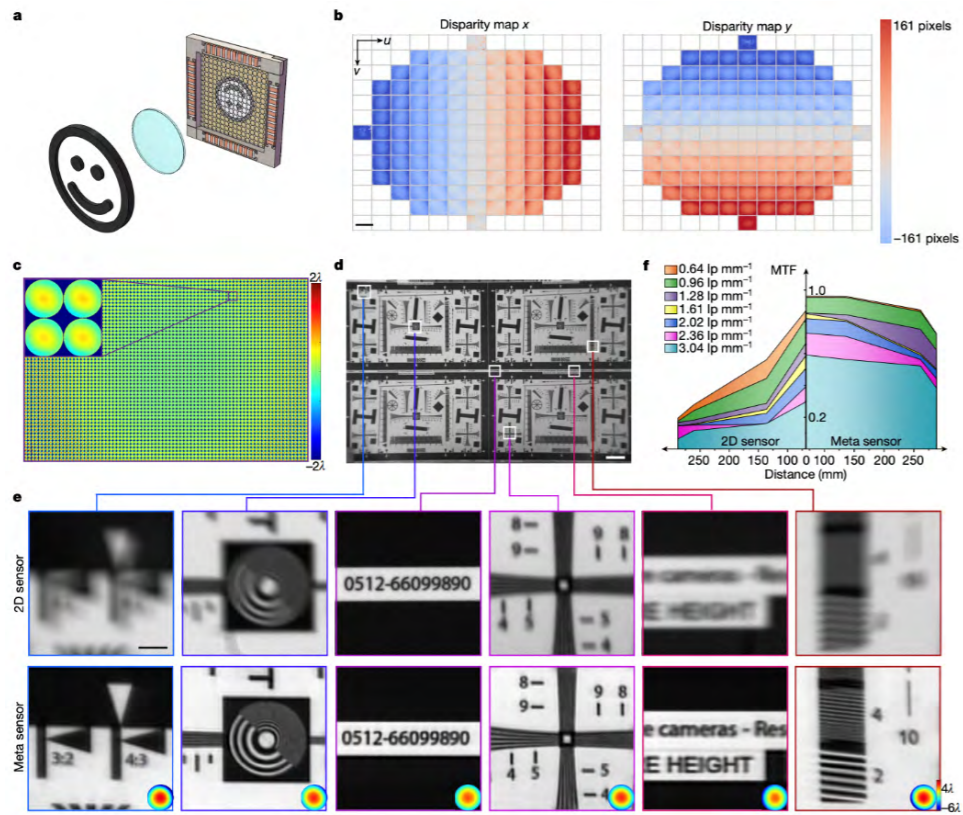 a
b
Disparity map x
Disparity map y
u
v
161 pixels
−161 pixels
c
2λ
−2λ
d
f
0.64 lp mm−1
0.96 lp mm−1
1.28 lp mm−1
1.61 lp mm−1
2.02 lp mm−1
2.36 lp mm−1
3.04 lp mm−1
MTF
1.0
0.2
2D sensor
Meta sensor
250 200 150 100 0 100 150 200 250
Distance (mm)
e
2D sensor
0512-66099890
8
9
9 8
4 5
5
4
e cameras - Res
E HEIGHT
Meta sensor
3:2
4:3
0512-66099890
8
9
9 8
4 5
5
4
e cameras - Res
E HEIGHT
4
10
2
4λ
−6λ